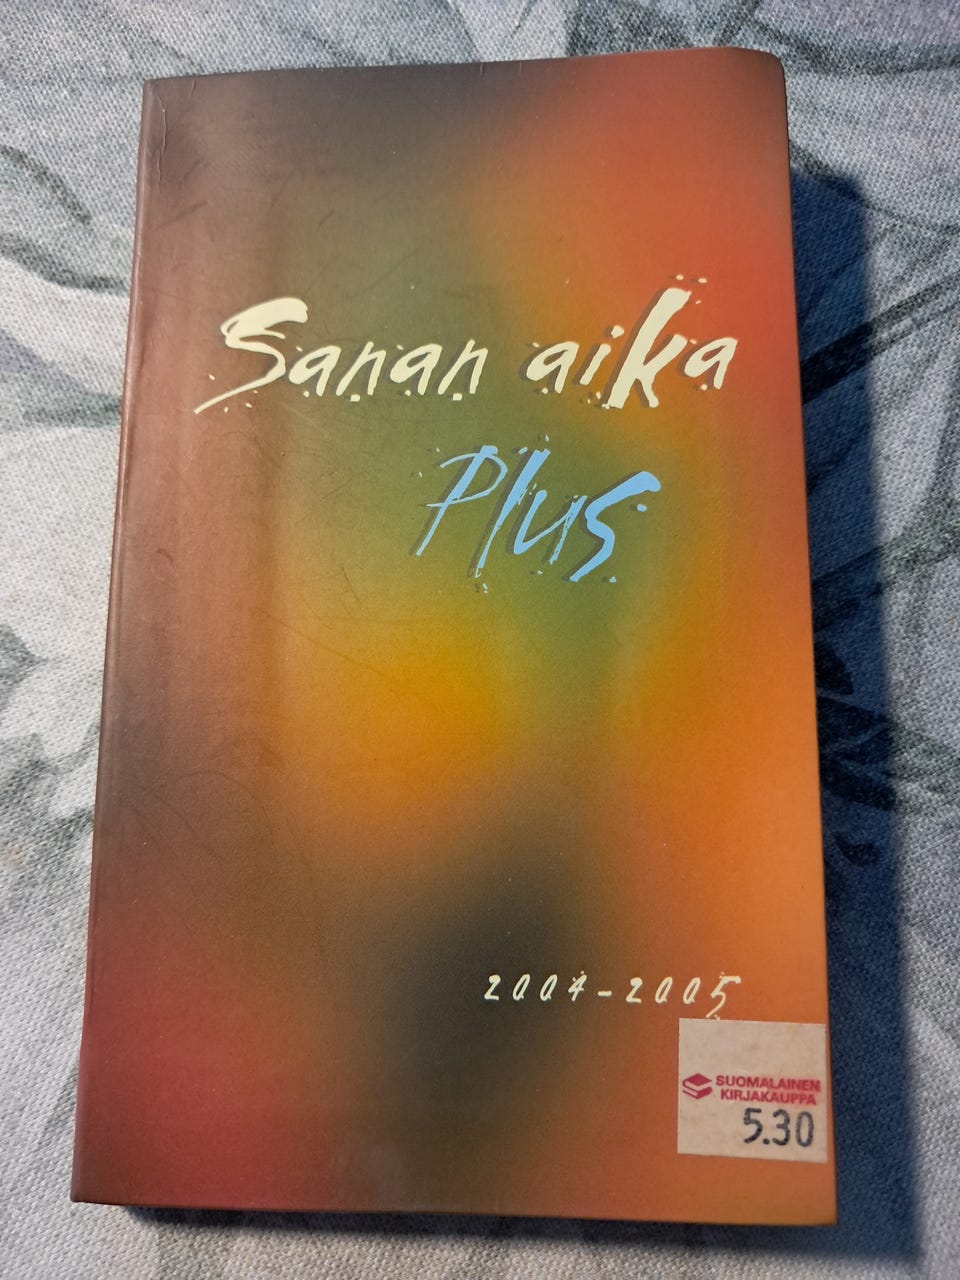 Sanan aika
Plus
2004-2005
SUOMALAINEN
KIRJAKAUPPA
5.30